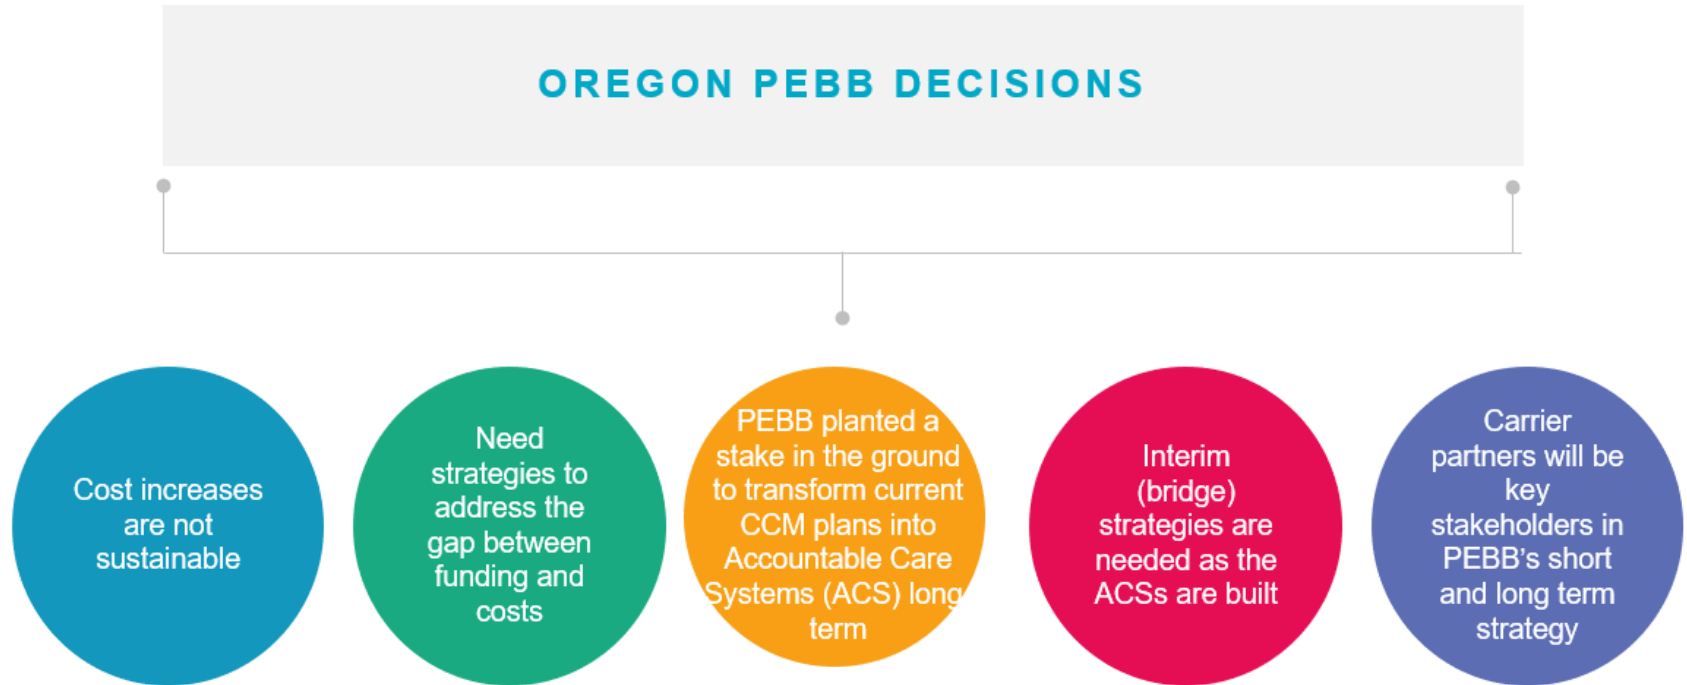 OREGON PEBB DECISIONS
Cost increases
are not
sustainable
Need
strategies to
address the
gap between
funding and
costs
PEBB planted a
stake in the ground
to transform current
CCM plans into
Accountable Care
Systems (ACS) long
term
Interim
(bridge)
strategies are
needed as the
ACSs are built
Carrier
partners will be
key
stakeholders in
PEBB’s short
and long term
strategy